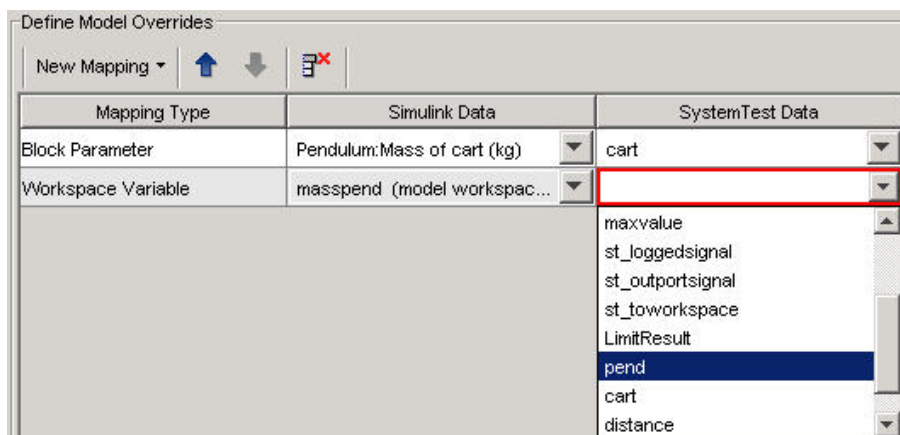 Define Model Overrides
New Mapping
Mapping Type Simulink Data SystemTest Data
Block Parameter Pendulum:Mass of cart (kg) cart
Workspace Variable masspend (model workspac...
maxvalue
st_loggedsignal
st_outportsignal
st_toworkspace
LimitResult
pend
cart
distance